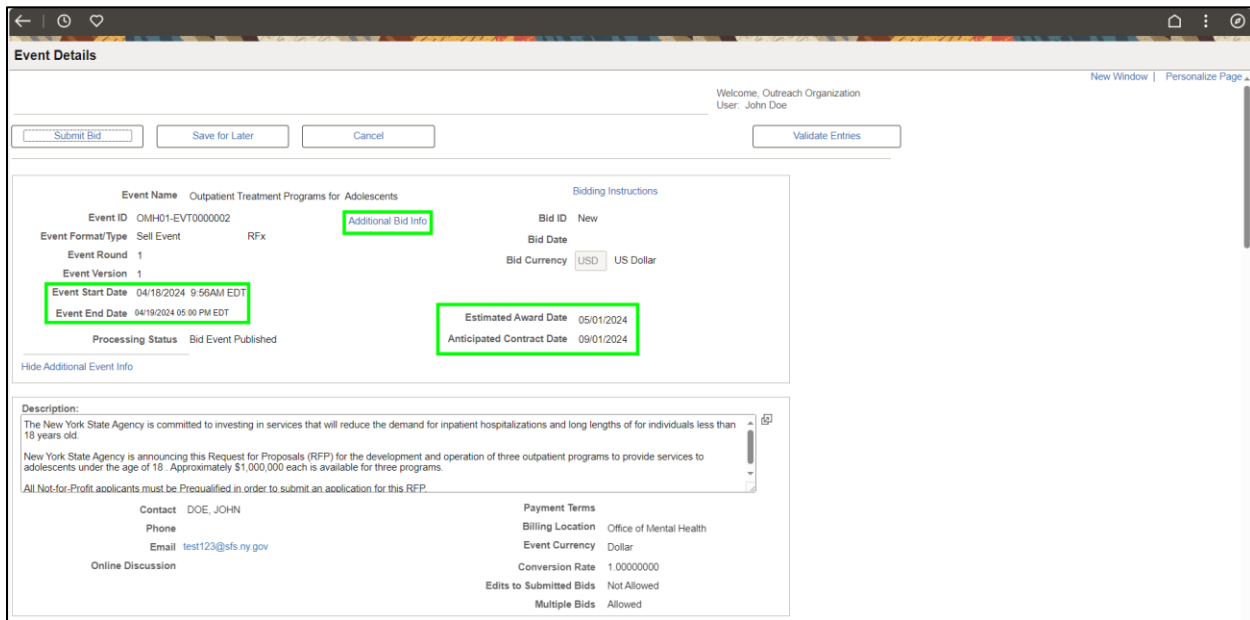 Event Details
New Window | Personalize Page
Welcome, Outreach Organization
User: John Doe
Submit Bid Save for Later Cancel Validate Entries
Event Name Outpatient Treatment Programs for Adolescents Bidding Instructions
Event ID OMH01-EVT0000002 Additional Bid Info Bid ID New
Event Format/Type Sell Event RFx Bid Date
Event Round 1 Bid Currency USD US Dollar
Event Version 1
Event Start Date 04/18/2024 9:56AM EDT
Event End Date 04/19/2024 05:00 PM EDT Estimated Award Date 05/01/2024
Processing Status Bid Event Published Anticipated Contract Date 09/01/2024
Hide Additional Event Info
Description:
The New York State Agency is committed to investing in services that will reduce the demand for inpatient hospitalizations and long lengths of for individuals less than
18 years old.
New York State Agency is announcing this Request for Proposals (RFP) for the development and operation of three outpatient programs to provide services to
adolescents under the age of 18 . Approximately $1,000,000 each is available for three programs.
All Not-for-Profit applicants must be Prequalified in order to submit an application for this RFP.
Contact DOE, JOHN Payment Terms
Phone Billing Location Office of Mental Health
Email test123@sfs.ny.gov Event Currency Dollar
Online Discussion Conversion Rate 1.00000000
Edits to Submitted Bids Not Allowed
Multiple Bids Allowed